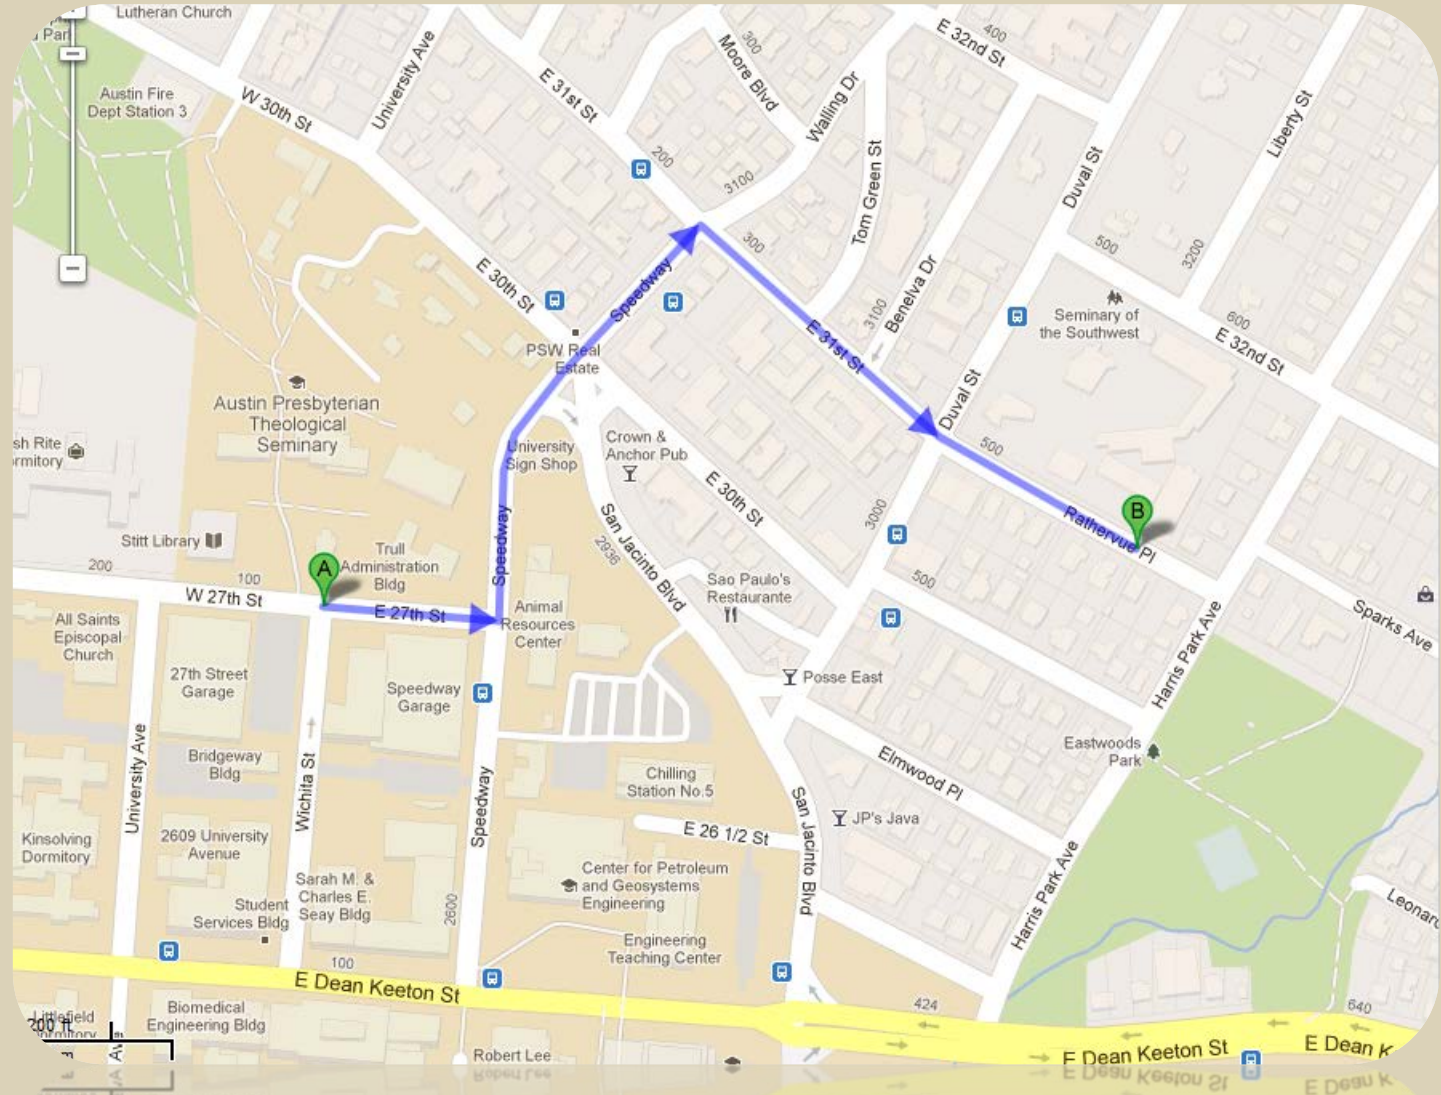 Lutheran Church
Austin Fire
Dept Station 3
W 30th St
University Ave
E 31st St
Moore Blvd
300
Walling Dr
E 32nd St
400
Liberty St
200
3100
Tom Green St
Duval St
300
500
3200
E 30th St
Speedway
Benelva Dr
3100
Seminary of
the Southwest
600
E 32nd St
PSW Real
Estate
E 31st St
Austin Presbyterian
Theological
Seminary
Duval St
University
Sign Shop
Crown &
Anchor Pub
500
sh Rite
ormitory
E 30th St
3000
B
Rathervue Pl
Stitt Library
Speedway
San Jacinto Blvd
2936
200
100
W 27th St
A
Trull
Administration
Bldg
E 27th St
Animal
Resources
Center
Sao Paulo's
Restaurante
500
Sparks Ave
All Saints
Episcopal
Church
27th Street
Garage
Speedway
Garage
Posse East
Harris Park Ave
Bridgeway
Bldg
University Ave
Wichita St
Speedway
Chilling
Station No.5
Elmwood Pl
Eastwoods
Park
San Jacinto Blvd
JP's Java
E 26 1/2 St
Kinsolving
Dormitory
2609 University
Avenue
Sarah M. &
Charles E.
Seay Bldg
Student
Services Bldg
2600
Center for Petroleum
and Geosystems
Engineering
Engineering
Teaching Center
Harris Park Ave
Leonard
100
E Dean Keeton St
424
640
Littlefield
200 ft
Biomedical
Engineering Bldg
Robert Lee
E Dean Keeton St
E Dean K